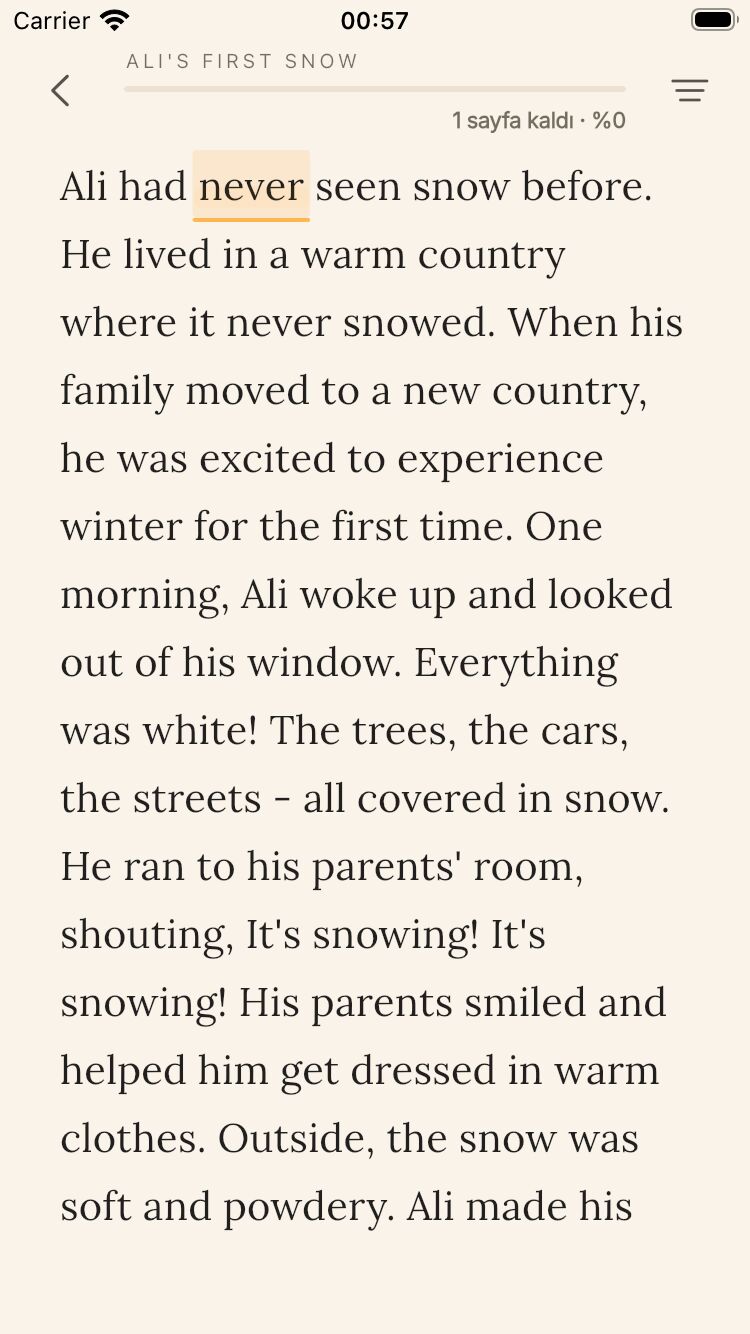 Carrier 00:57
ALI'S FIRST SNOW
1 sayfa kaldı · %0
Ali had never seen snow before.
He lived in a warm country
where it never snowed. When his
family moved to a new country,
he was excited to experience
winter for the first time. One
morning, Ali woke up and looked
out of his window. Everything
was white! The trees, the cars,
the streets - all covered in snow.
He ran to his parents' room,
shouting, It's snowing! It's
snowing! His parents smiled and
helped him get dressed in warm
clothes. Outside, the snow was
soft and powdery. Ali made his